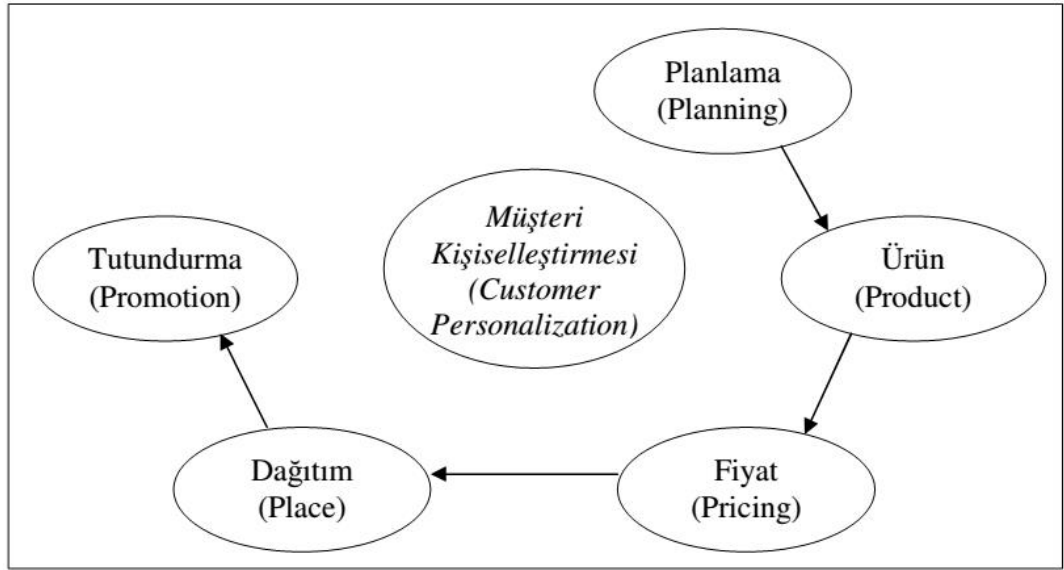 Planlama
(Planning)
Müşteri
Kişiselleştirmesi
(Customer
Personalization)
Tutundurma
(Promotion)
Ürün
(Product)
Dağıtım
(Place)
Fiyat
(Pricing)